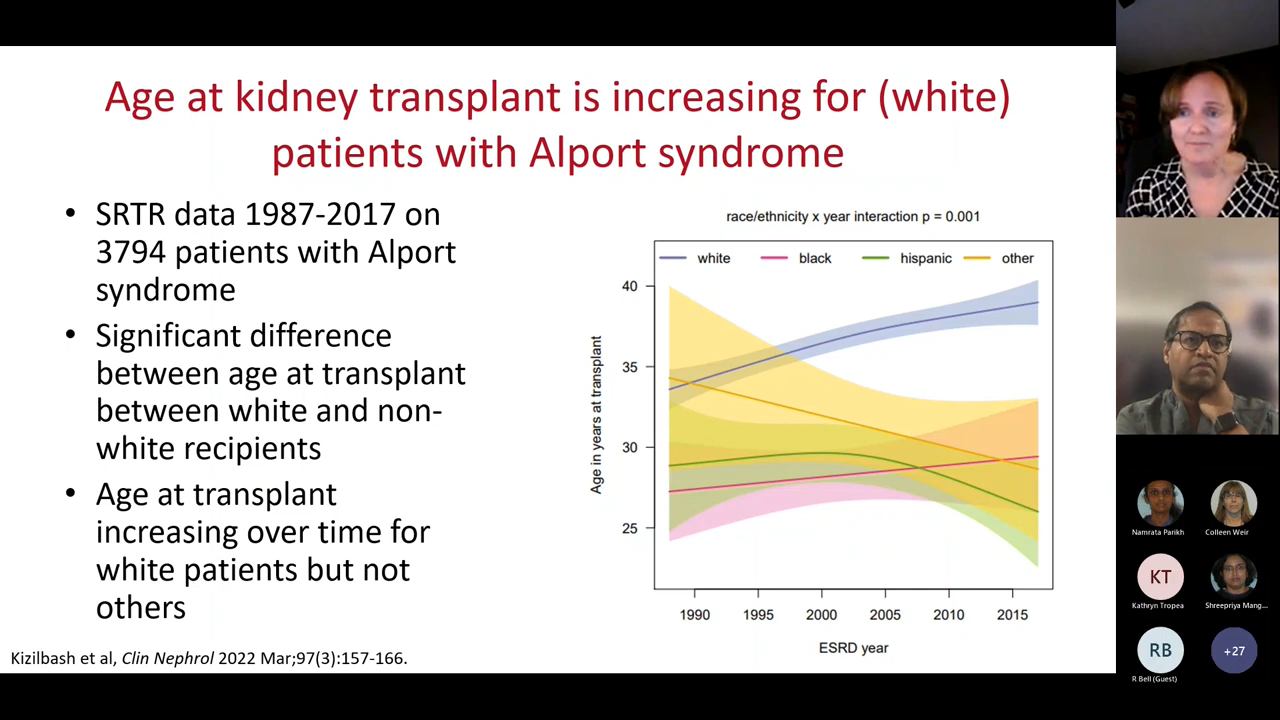 Age at kidney transplant is increasing for (white)
patients with Alport syndrome
• SRTR data 1987-2017 on
3794 patients with Alport
syndrome
• Significant difference
between age at transplant
between white and non-
white recipients
• Age at transplant
increasing over time for
white patients but not
others
race/ethnicity x year interaction p = 0.001
white black hispanic other
Age in years at transplant
40
35
30
25
1990 1995 2000 2005 2010 2015
ESRD year
Kizilbash et al, Clin Nephrol 2022 Mar;97(3):157-166.
Namrata Parikh Colleen Weir
KT
Kathryn Tropea Shreepriya Mang...
RB +27
R Bell (Guest)